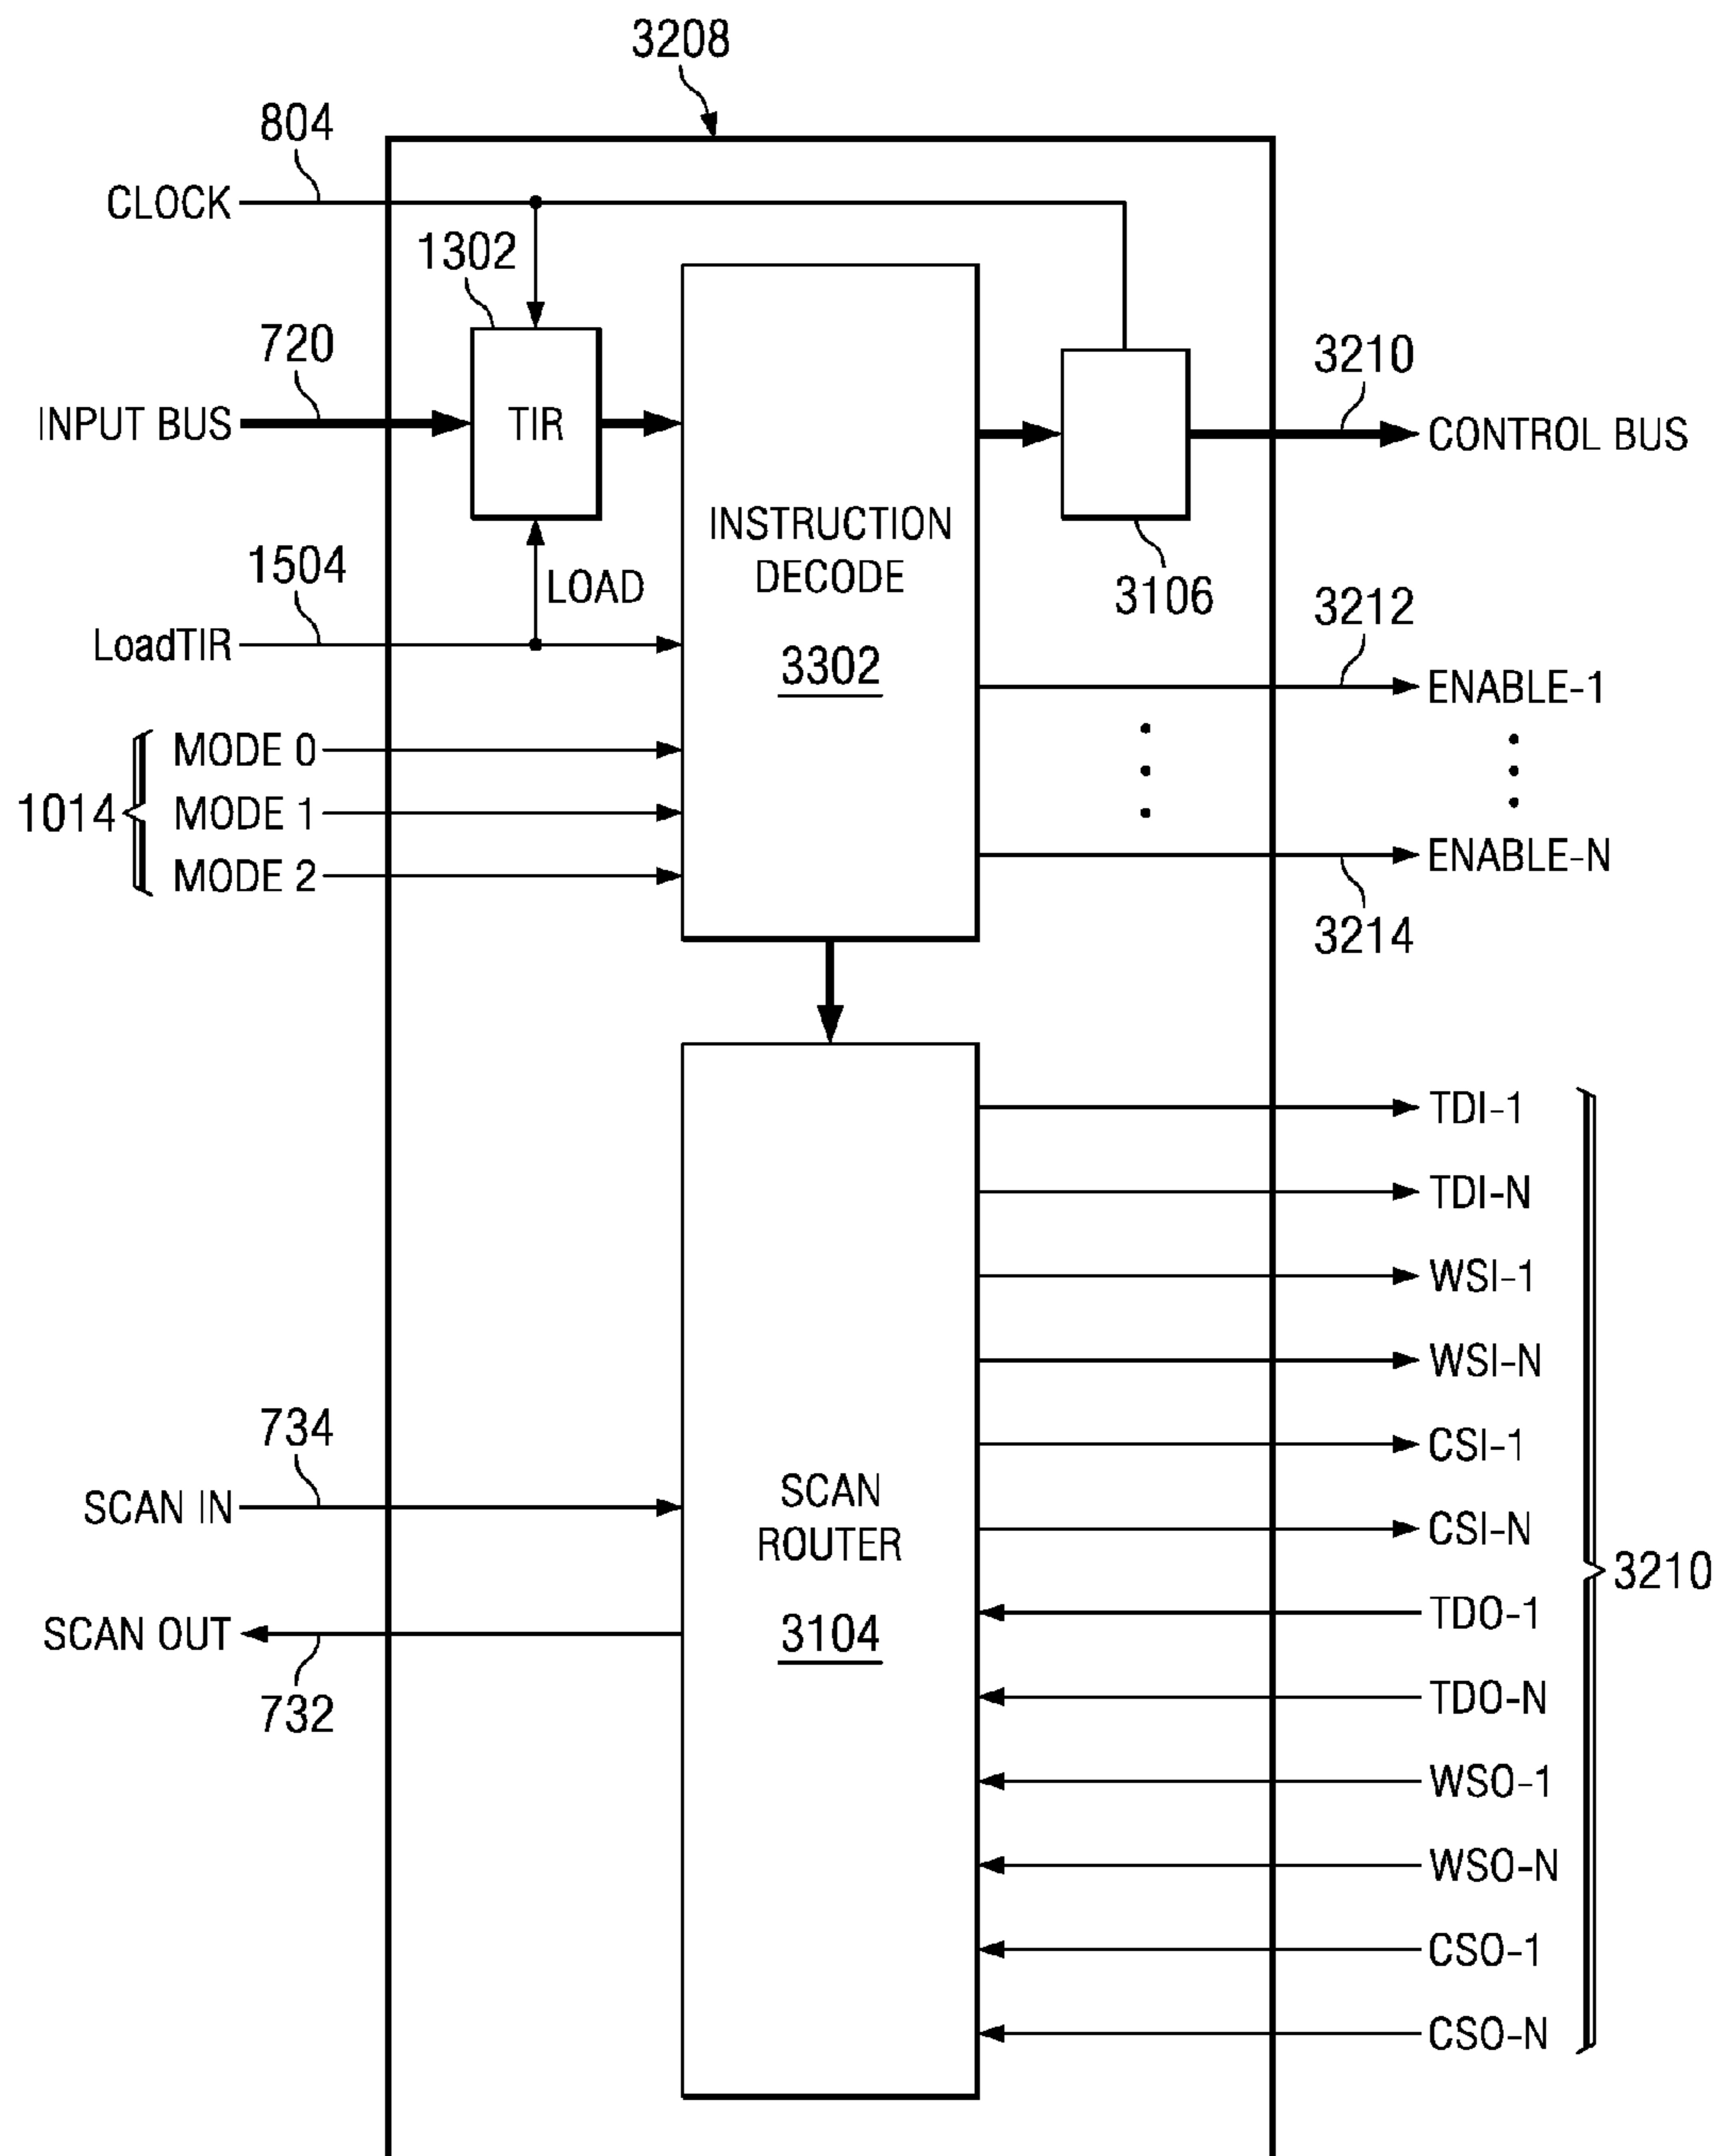 3208
804
CLOCK
1302
720
INPUT BUS
TIR
3210
CONTROL BUS
INSTRUCTION
DECODE
3302
3106
1504
LOAD
LoadTIR
3212
ENABLE-1
1014
MODE 0
MODE 1
MODE 2
ENABLE-N
3214
TDI-1
TDI-N
WSI-1
WSI-N
CSI-1
CSI-N
734
SCAN IN
SCAN
ROUTER
3104
SCAN OUT
732
3210
TDO-1
TDO-N
WSO-1
WSO-N
CSO-1
CSO-N